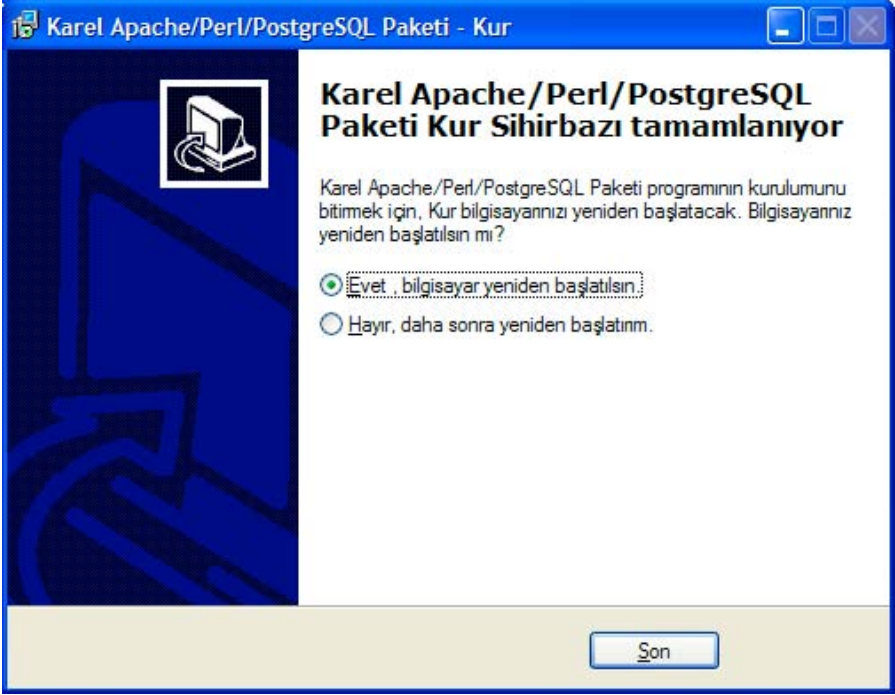 Karel Apache/Perl/PostgreSQL Paketi - Kur
Karel Apache/Perl/PostgreSQL
Paketi Kur Sihirbazı tamamlanıyor
Karel Apache/Perl/PostgreSQL Paketi programının kurulumunu
bitirmek için, Kur bilgisayarınızı yeniden başlatacak. Bilgisayarınız
yeniden başlatılsın mı?
Evet , bilgisayar yeniden başlatılsın.
Hayır, daha sonra yeniden başlatırım.
Son